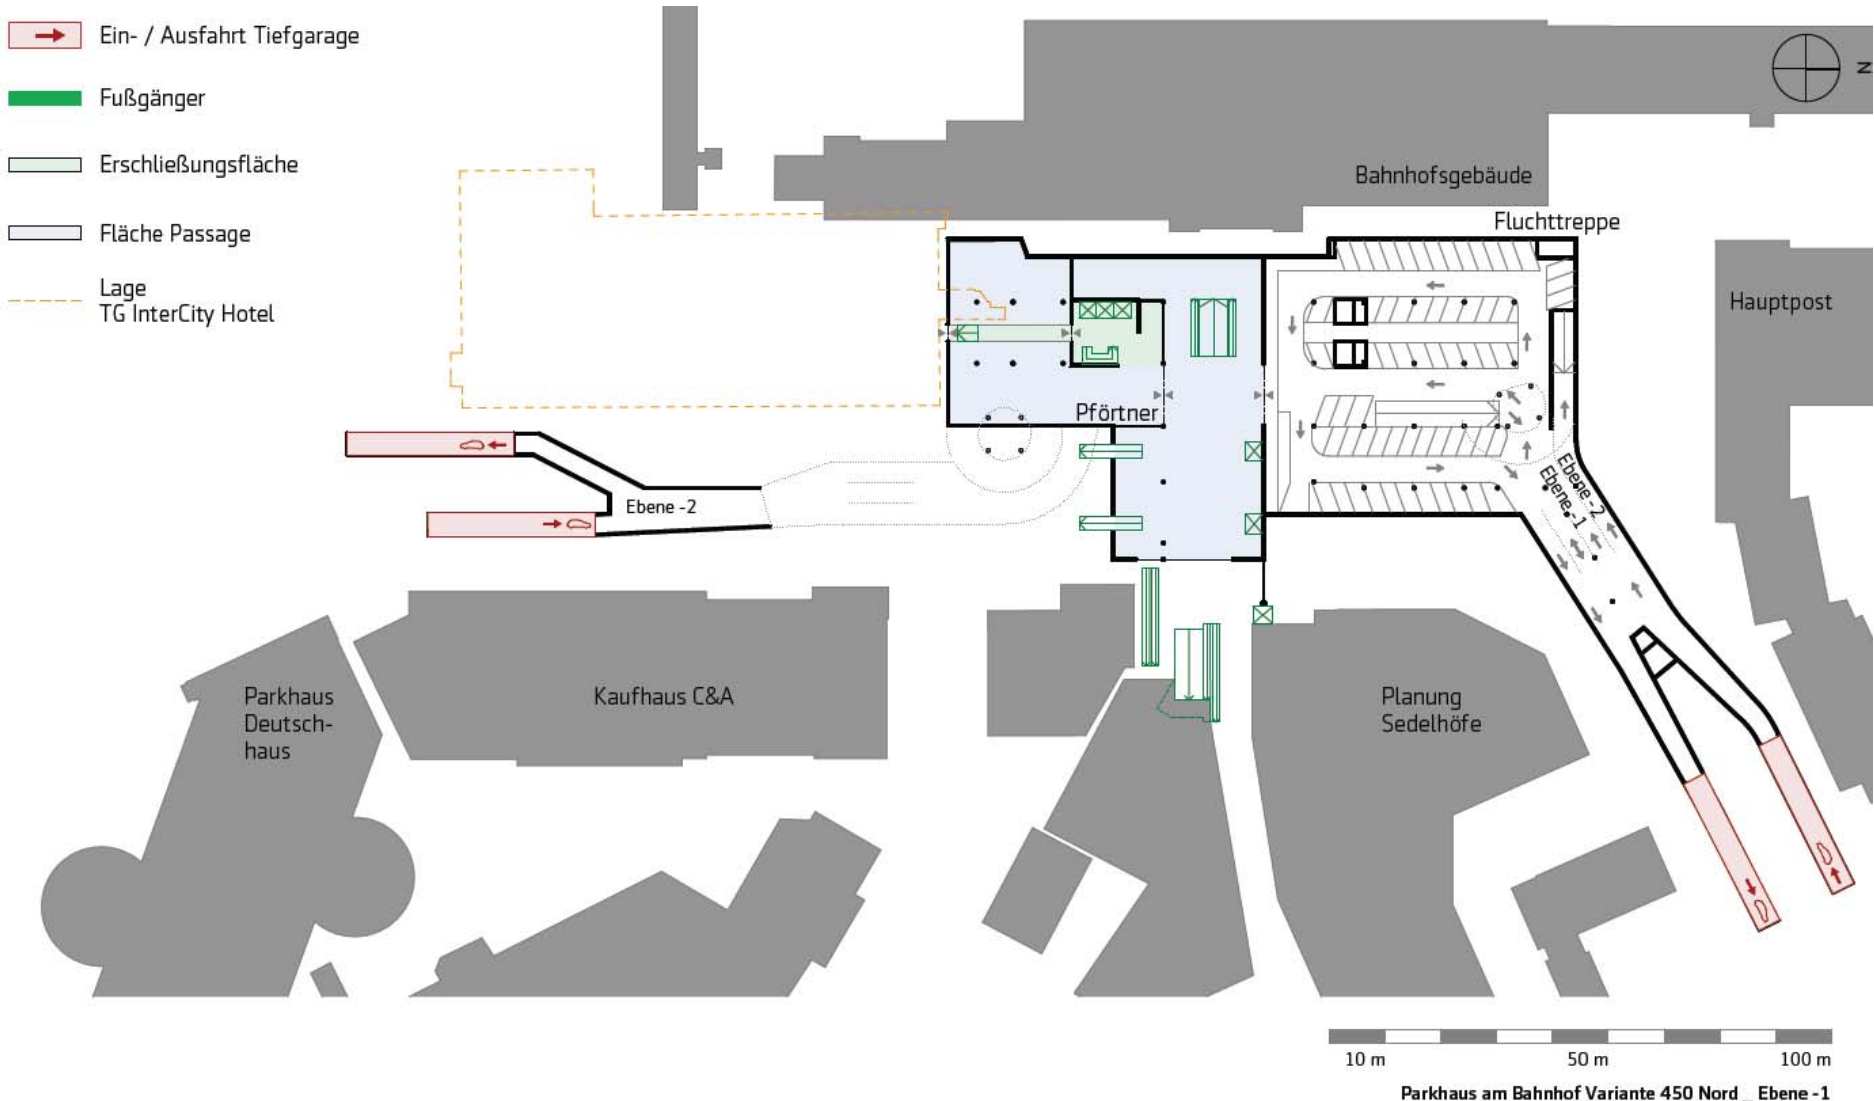 Ein- / Ausfahrt Tiefgarage
Fußgänger
Erschließungsfläche
Fläche Passage
Lage
TG InterCity Hotel
N
Bahnhofsgebäude
Fluchttreppe
Hauptpost
Pförtner
Ebene -2
Ebene -2
Ebene -1
Parkhaus
Deutsch-
haus
Kaufhaus C&A
Planung
Sedelhöfe
10 m 50 m 100 m
Parkhaus am Bahnhof Variante 450 Nord _ Ebene -1